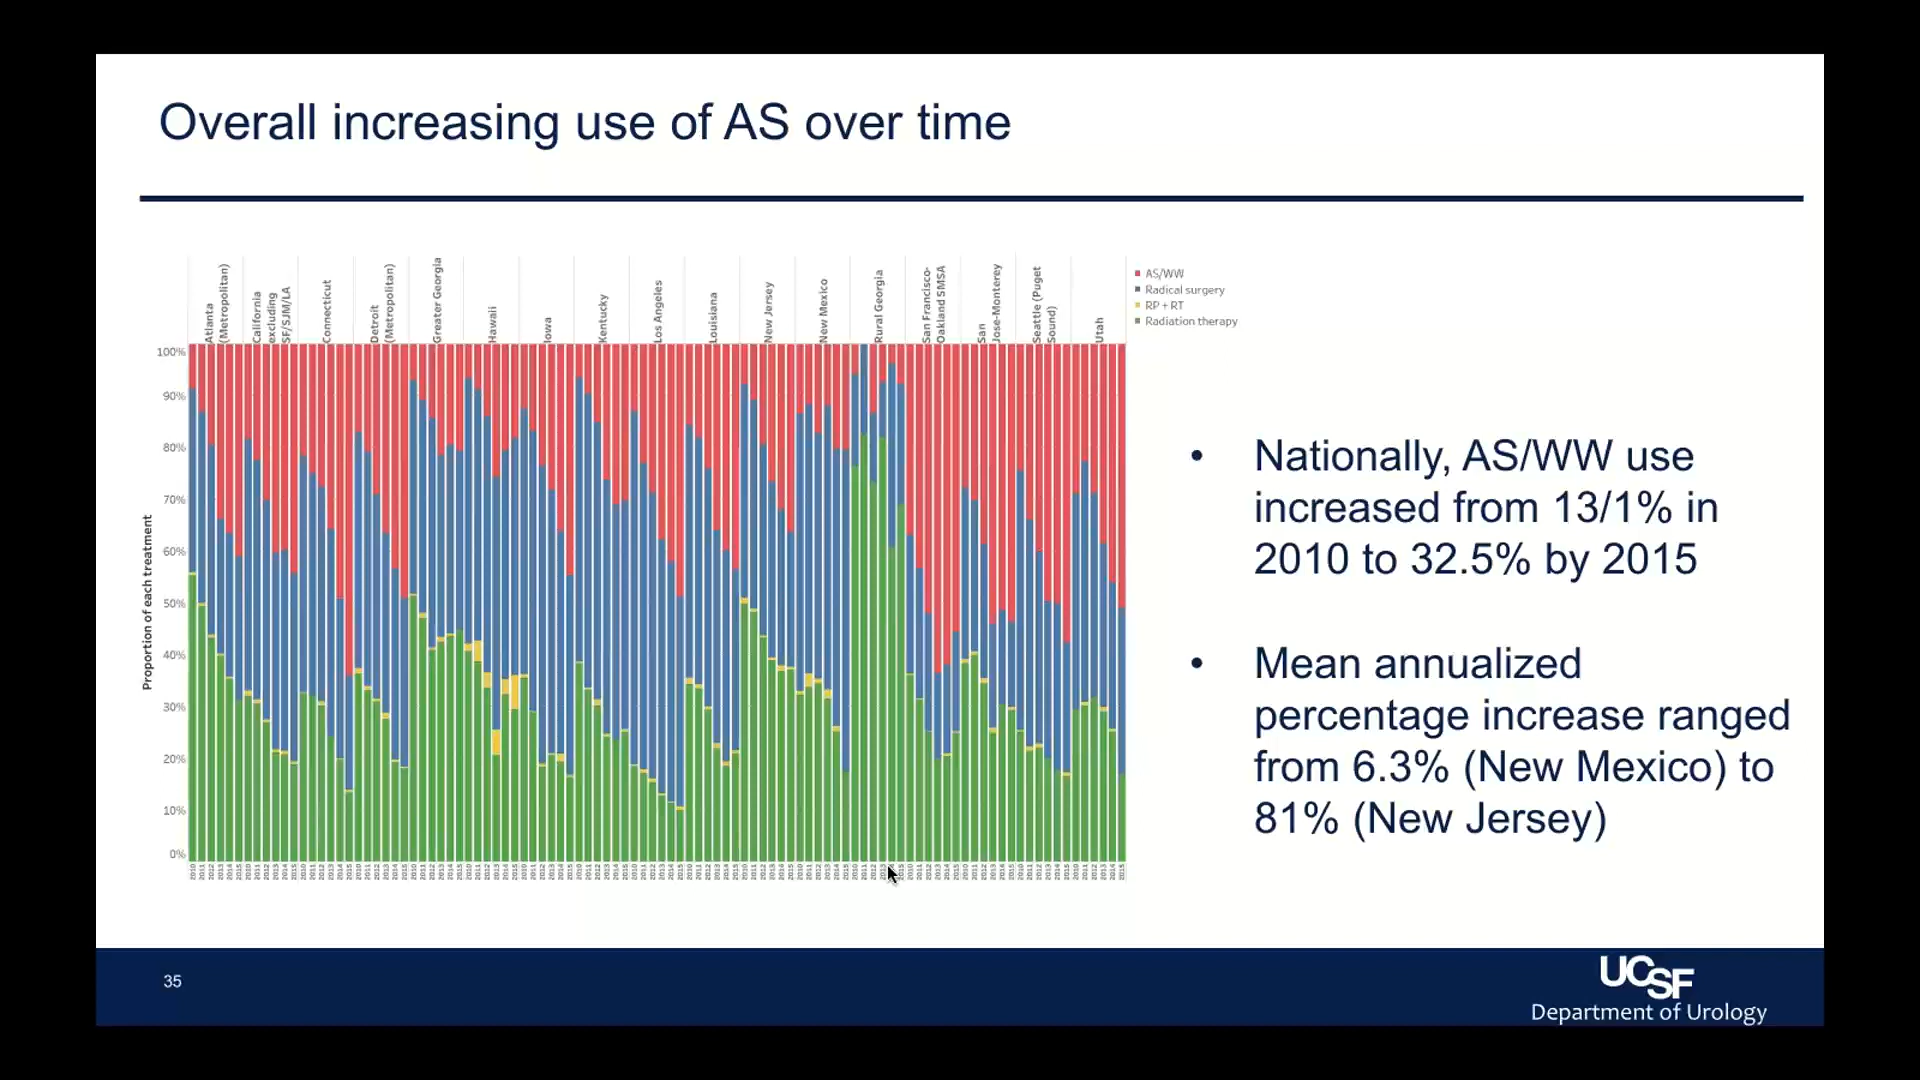 Overall increasing use of AS over time
Atlanta
(Metropolitan)
California
excluding
SF/SJM/LA
Connecticut
Detroit
(Metropolitan)
Greater Georgia
Hawaii
Iowa
Kentucky
Los Angeles
Louisiana
New Jersey
New Mexico
Rural Georgia
San Francisco-
Oakland SMSA
San
Jose-Monterey
Seattle (Puget
Sound)
Utah
AS/WW
Radical surgery
RP + RT
Radiation therapy
Proportion of each treatment
100%
90%
80%
70%
60%
50%
40%
30%
20%
10%
0%
• Nationally, AS/WW use
increased from 13/1% in
2010 to 32.5% by 2015
• Mean annualized
percentage increase ranged
from 6.3% (New Mexico) to
81% (New Jersey)
35
UCSF
Department of Urology